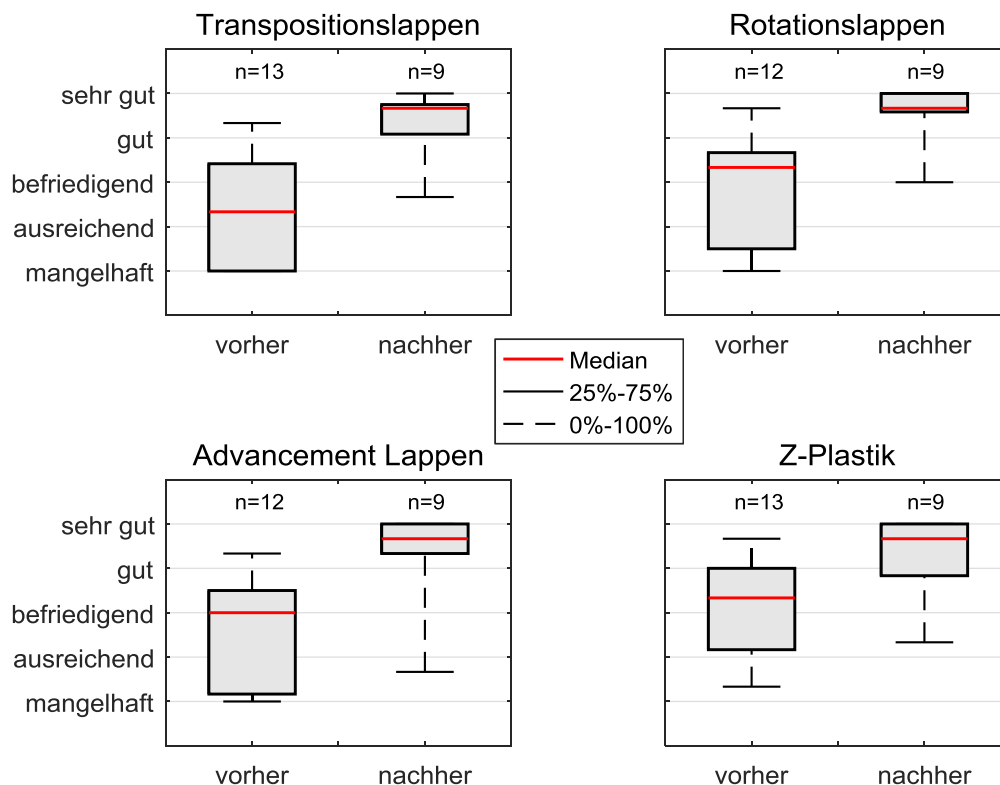 Transpositionslappen
n=13
n=9
sehr gut
gut
befriedigend
ausreichend
mangelhaft
vorher
nachher
Rotationslappen
n=12
n=9
vorher
nachher
Median
25%-75%
0%-100%
Advancement Lappen
n=12
n=9
sehr gut
gut
befriedigend
ausreichend
mangelhaft
vorher
nachher
Z-Plastik
n=13
n=9
vorher
nachher